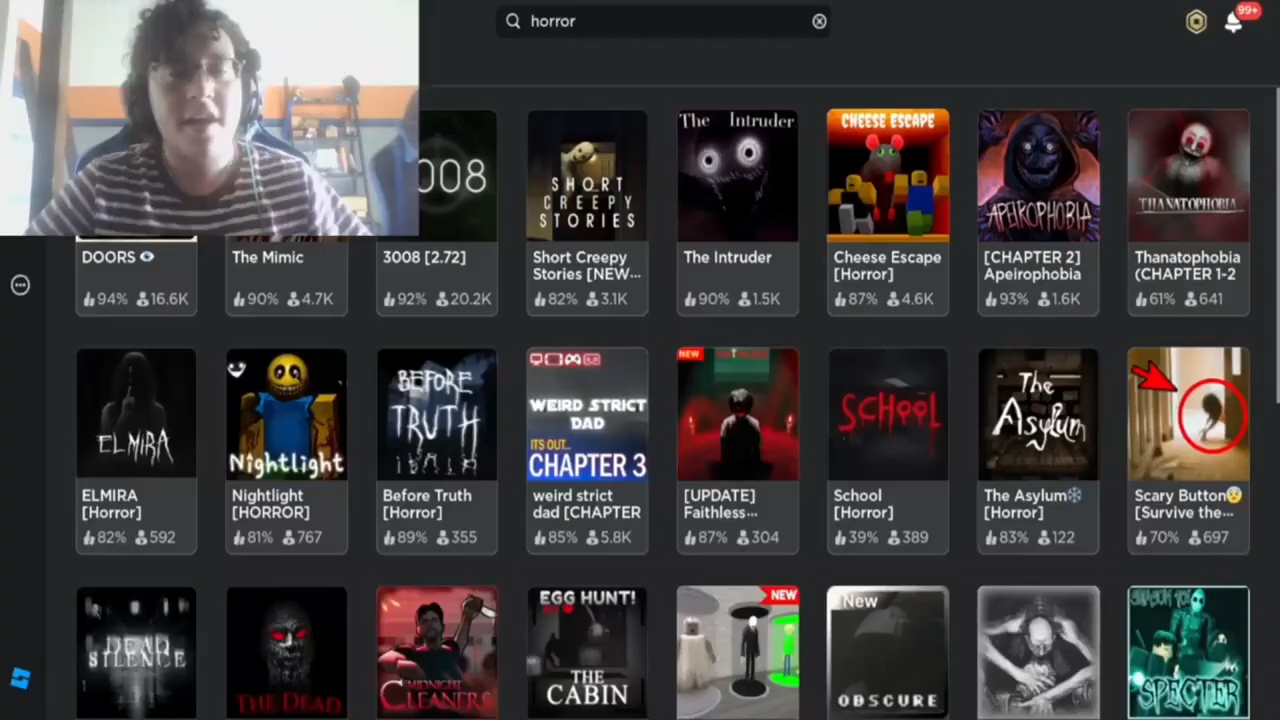 horror
99+
008
SHORT
CREEPY
STORIES
The Intruder
CHEESE ESCAPE
APEIROPHOBIA
THANATOPHOBIA
DOORS
94% 16.6K
The Mimic
90% 4.7K
3008 [2.72]
92% 20.2K
Short Creepy
Stories [NEW...
82% 3.1K
The Intruder
90% 1.5K
Cheese Escape
[Horror]
87% 4.6K
[CHAPTER 2]
Apeirophobia
93% 1.6K
Thanatophobia
(CHAPTER 1-2
61% 641
ELMIRA
Nightlight
BEFORE
TRUTH
WEIRD STRICT
DAD
ITS OUT...
CHAPTER 3
NEW
SCHOOL
The
Asylum
ELMIRA
[Horror]
82% 592
Nightlight
[HORROR]
81% 767
Before Truth
[Horror]
89% 355
weird strict
dad [CHAPTER
85% 5.8K
[UPDATE]
Faithless...
87% 304
School
[Horror]
39% 389
The Asylum
[Horror]
83% 122
Scary Button
[Survive the...
70% 697
DEAD
SILENCE
THE DEAD
MIDNIGHT
CLEANERS
EGG HUNT!
THE
CABIN
NEW
New
OBSCURE
SPECTER